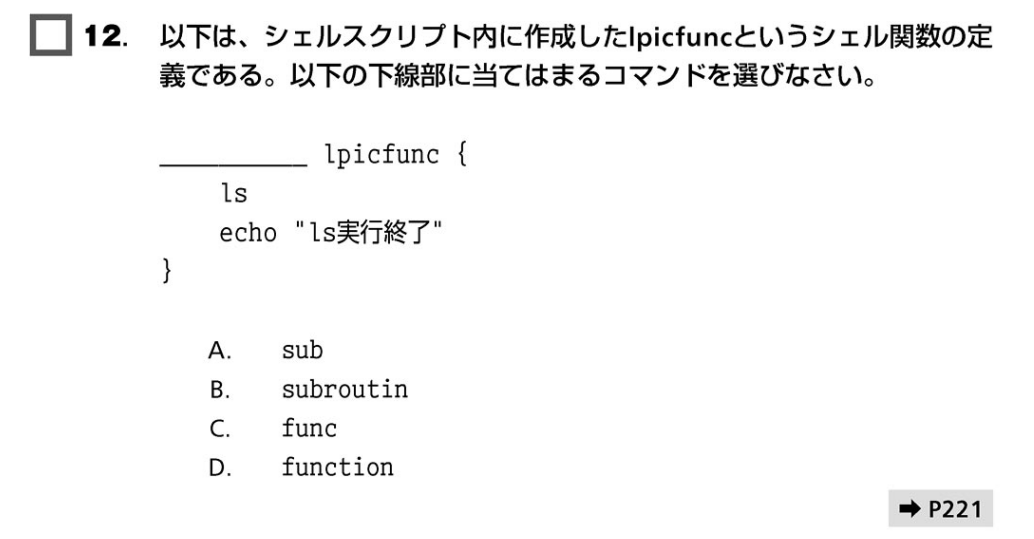 12. 以下は、シェルスクリプト内に作成したlpicfuncというシェル関数の定
義である。以下の下線部に当てはまるコマンドを選びなさい。
__________ lpicfunc {
ls
echo "ls実行終了"
}
A. sub
B. subroutin
C. func
D. function
➡ P221